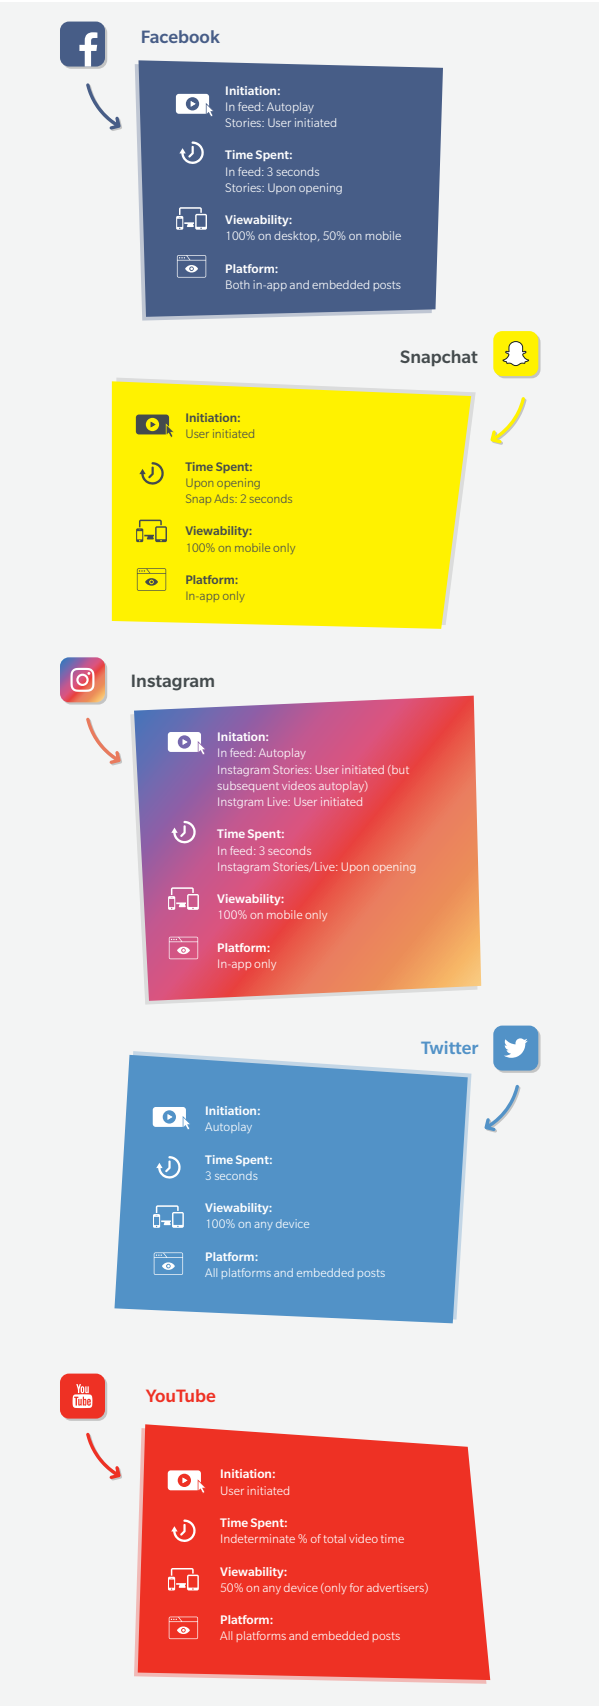 Facebook
Initiation:
In feed: Autoplay
Stories: User initiated
Time Spent:
In feed: 3 seconds
Stories: Upon opening
Viewability:
100% on desktop, 50% on mobile
Platform:
Both in-app and embedded posts
Snapchat
Initiation:
User initiated
Time Spent:
Upon opening
Snap Ads: 2 seconds
Viewability:
100% on mobile only
Platform:
In-app only
Instagram
Initation:
In feed: Autoplay
Instagram Stories: User initiated (but
subsequent videos autoplay)
Instgram Live: User initiated
Time Spent:
In feed: 3 seconds
Instagram Stories/Live: Upon opening
Viewability:
100% on mobile only
Platform:
In-app only
Twitter
Initiation:
Autoplay
Time Spent:
3 seconds
Viewability:
100% on any device
Platform:
All platforms and embedded posts
You
Tube
YouTube
Initiation:
User initiated
Time Spent:
Indeterminate % of total video time
Viewability:
50% on any device (only for advertisers)
Platform:
All platforms and embedded posts